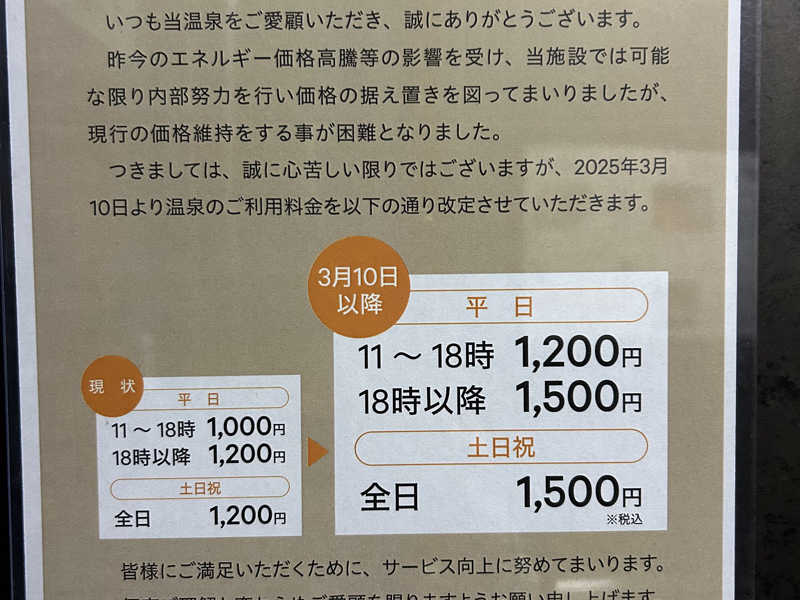 いつも当温泉をご愛顧いただき、誠にありがとうございます。
昨今のエネルギー価格高騰等の影響を受け、当施設では可能
な限り内部努力を行い価格の据え置きを図ってまいりましたが、
現行の価格維持をする事が困難となりました。
つきましては、誠に心苦しい限りではございますが、2025年3月
10日より温泉のご利用料金を以下の通り改定させていただきます。
現 状
平 日
11 〜 18時 1,000円
18時以降 1,200円
土日祝
全日 1,200円
3月10日
以降
平 日
11 〜 18時 1,200円
18時以降 1,500円
土日祝
全日 1,500円
※税込
皆様にご満足いただくために、サービス向上に努めてまいります。